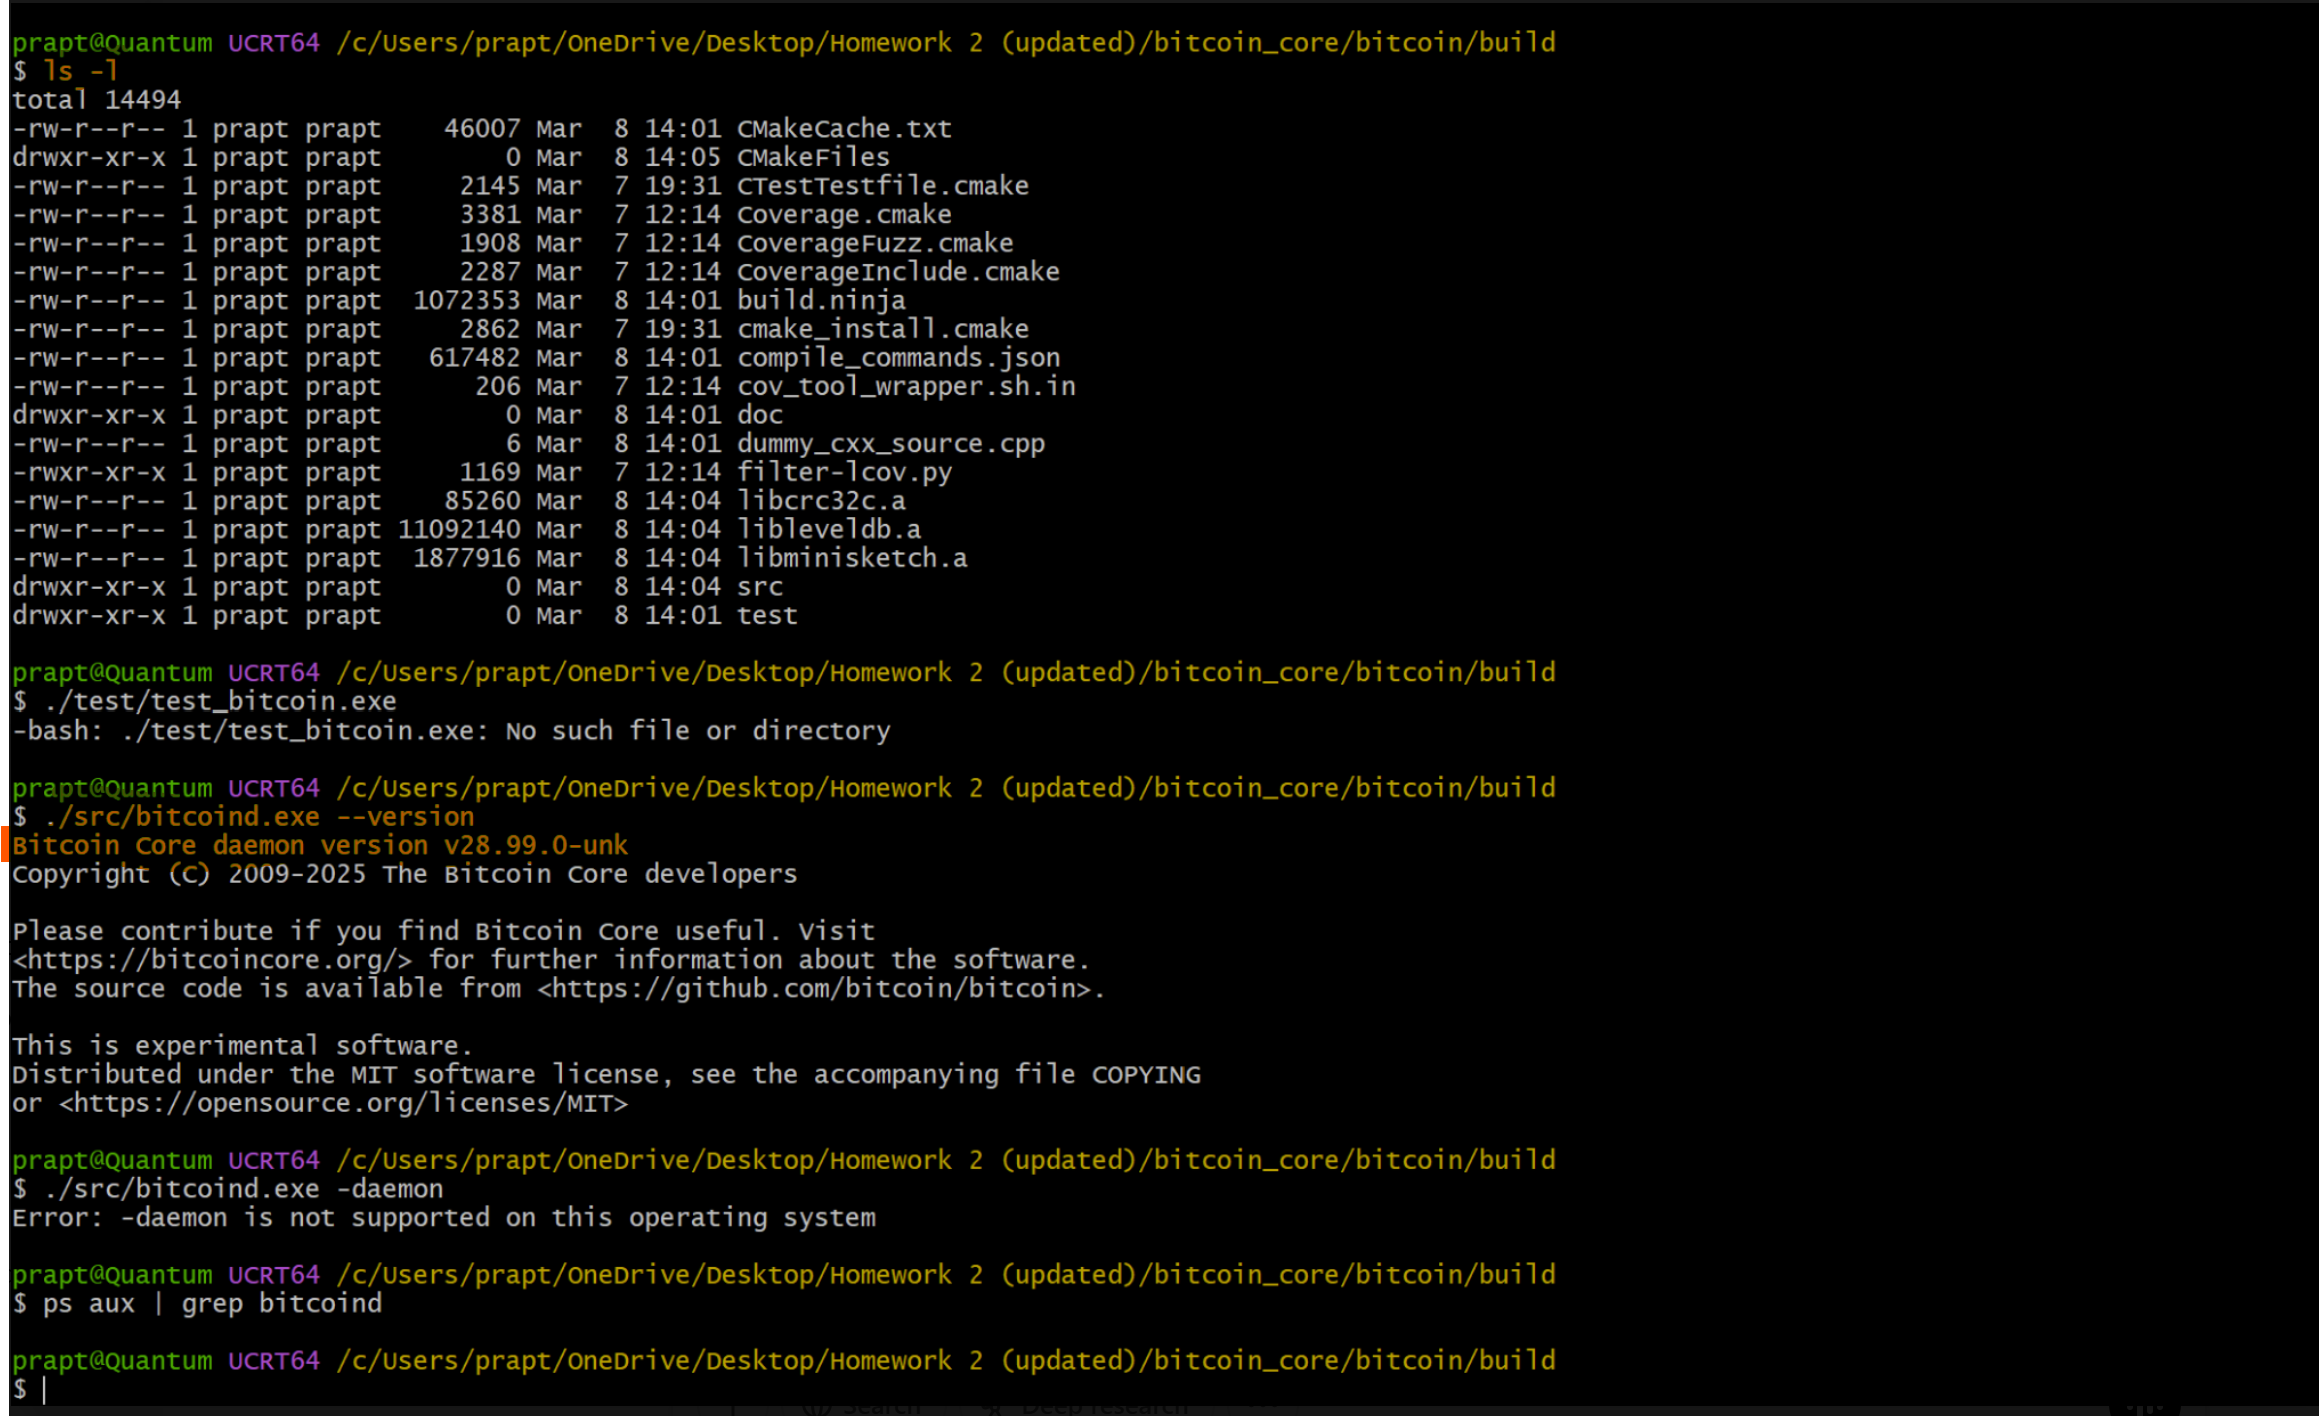 prapt@Quantum UCRT64 /c/Users/prapt/OneDrive/Desktop/Homework 2 (updated)/bitcoin_core/bitcoin/build
$ ls -l
total 14494
-rw-r--r-- 1 prapt prapt    46007 Mar  8 14:01 CMakeCache.txt
drwxr-xr-x 1 prapt prapt        0 Mar  8 14:05 CMakeFiles
-rw-r--r-- 1 prapt prapt     2145 Mar  7 19:31 CTestTestfile.cmake
-rw-r--r-- 1 prapt prapt     3381 Mar  7 12:14 Coverage.cmake
-rw-r--r-- 1 prapt prapt     1908 Mar  7 12:14 CoverageFuzz.cmake
-rw-r--r-- 1 prapt prapt     2287 Mar  7 12:14 CoverageInclude.cmake
-rw-r--r-- 1 prapt prapt  1072353 Mar  8 14:01 build.ninja
-rw-r--r-- 1 prapt prapt     2862 Mar  7 19:31 cmake_install.cmake
-rw-r--r-- 1 prapt prapt   617482 Mar  8 14:01 compile_commands.json
-rw-r--r-- 1 prapt prapt      206 Mar  7 12:14 cov_tool_wrapper.sh.in
drwxr-xr-x 1 prapt prapt        0 Mar  8 14:01 doc
-rw-r--r-- 1 prapt prapt        6 Mar  8 14:01 dummy_cxx_source.cpp
-rwxr-xr-x 1 prapt prapt     1169 Mar  7 12:14 filter-lcov.py
-rw-r--r-- 1 prapt prapt    85260 Mar  8 14:04 libcrc32c.a
-rw-r--r-- 1 prapt prapt 11092140 Mar  8 14:04 libleveldb.a
-rw-r--r-- 1 prapt prapt  1877916 Mar  8 14:04 libminisketch.a
drwxr-xr-x 1 prapt prapt        0 Mar  8 14:04 src
drwxr-xr-x 1 prapt prapt        0 Mar  8 14:01 test
prapt@Quantum UCRT64 /c/Users/prapt/OneDrive/Desktop/Homework 2 (updated)/bitcoin_core/bitcoin/build
$ ./test/test_bitcoin.exe
-bash: ./test/test_bitcoin.exe: No such file or directory
prapt@Quantum UCRT64 /c/Users/prapt/OneDrive/Desktop/Homework 2 (updated)/bitcoin_core/bitcoin/build
$ ./src/bitcoind.exe --version
Bitcoin Core daemon version v28.99.0-unk
Copyright (C) 2009-2025 The Bitcoin Core developers
Please contribute if you find Bitcoin Core useful. Visit
<https://bitcoincore.org/> for further information about the software.
The source code is available from <https://github.com/bitcoin/bitcoin>.
This is experimental software.
Distributed under the MIT software license, see the accompanying file COPYING
or <https://opensource.org/licenses/MIT>
prapt@Quantum UCRT64 /c/Users/prapt/OneDrive/Desktop/Homework 2 (updated)/bitcoin_core/bitcoin/build
$ ./src/bitcoind.exe -daemon
Error: -daemon is not supported on this operating system
prapt@Quantum UCRT64 /c/Users/prapt/OneDrive/Desktop/Homework 2 (updated)/bitcoin_core/bitcoin/build
$ ps aux | grep bitcoind
prapt@Quantum UCRT64 /c/Users/prapt/OneDrive/Desktop/Homework 2 (updated)/bitcoin_core/bitcoin/build
$
Search Deep research